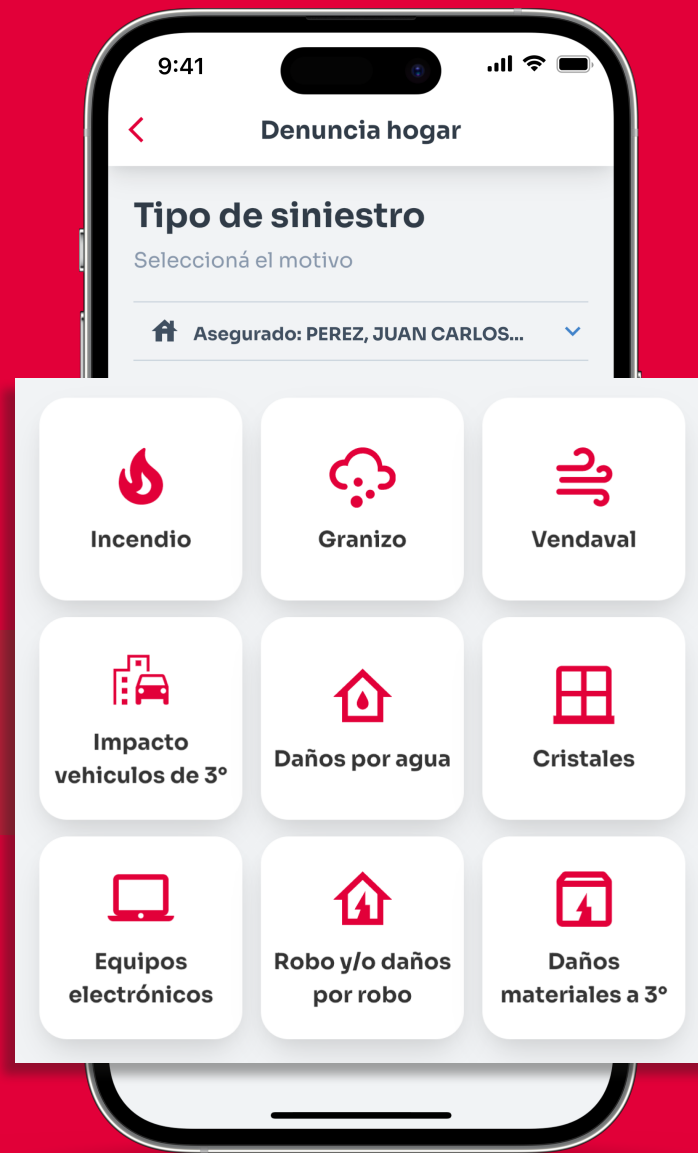 9:41
Denuncia hogar
Tipo de siniestro
Seleccioná el motivo
Asegurado: PEREZ, JUAN CARLOS...
Incendio
Granizo
Vendaval
Impacto
vehiculos de 3°
Daños por agua
Cristales
Equipos
electrónicos
Robo y/o daños
por robo
Daños
materiales a 3°